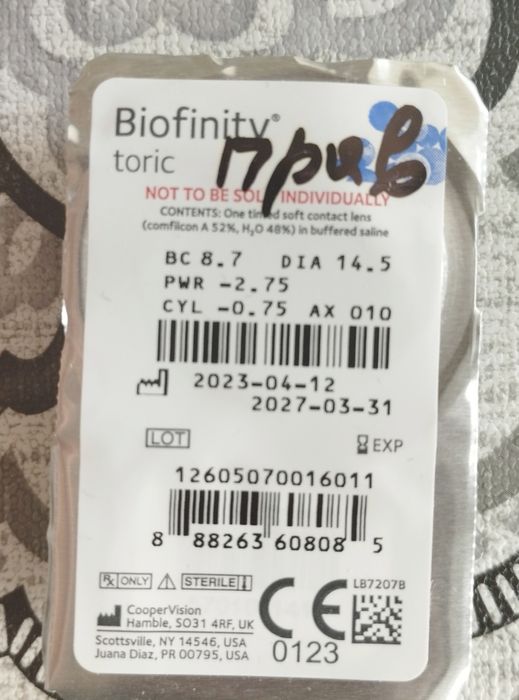 Biofinity®
toric
прав
NOT TO BE SOLD INDIVIDUALLY
CONTENTS: One tinted soft contact lens
(comfilcon A 52%, H₂O 48%) in buffered saline
BC 8.7 DIA 14.5
PWR -2.75
CYL -0.75 AX 010
2023-04-12
2027-03-31
LOT EXP
12605070016011
8 88263 60808 5
Rx ONLY STERILE
LB7207B
CooperVision
Hamble, SO31 4RF, UK
Scottsville, NY 14546, USA
Juana Diaz, PR 00795, USA
CE
0123